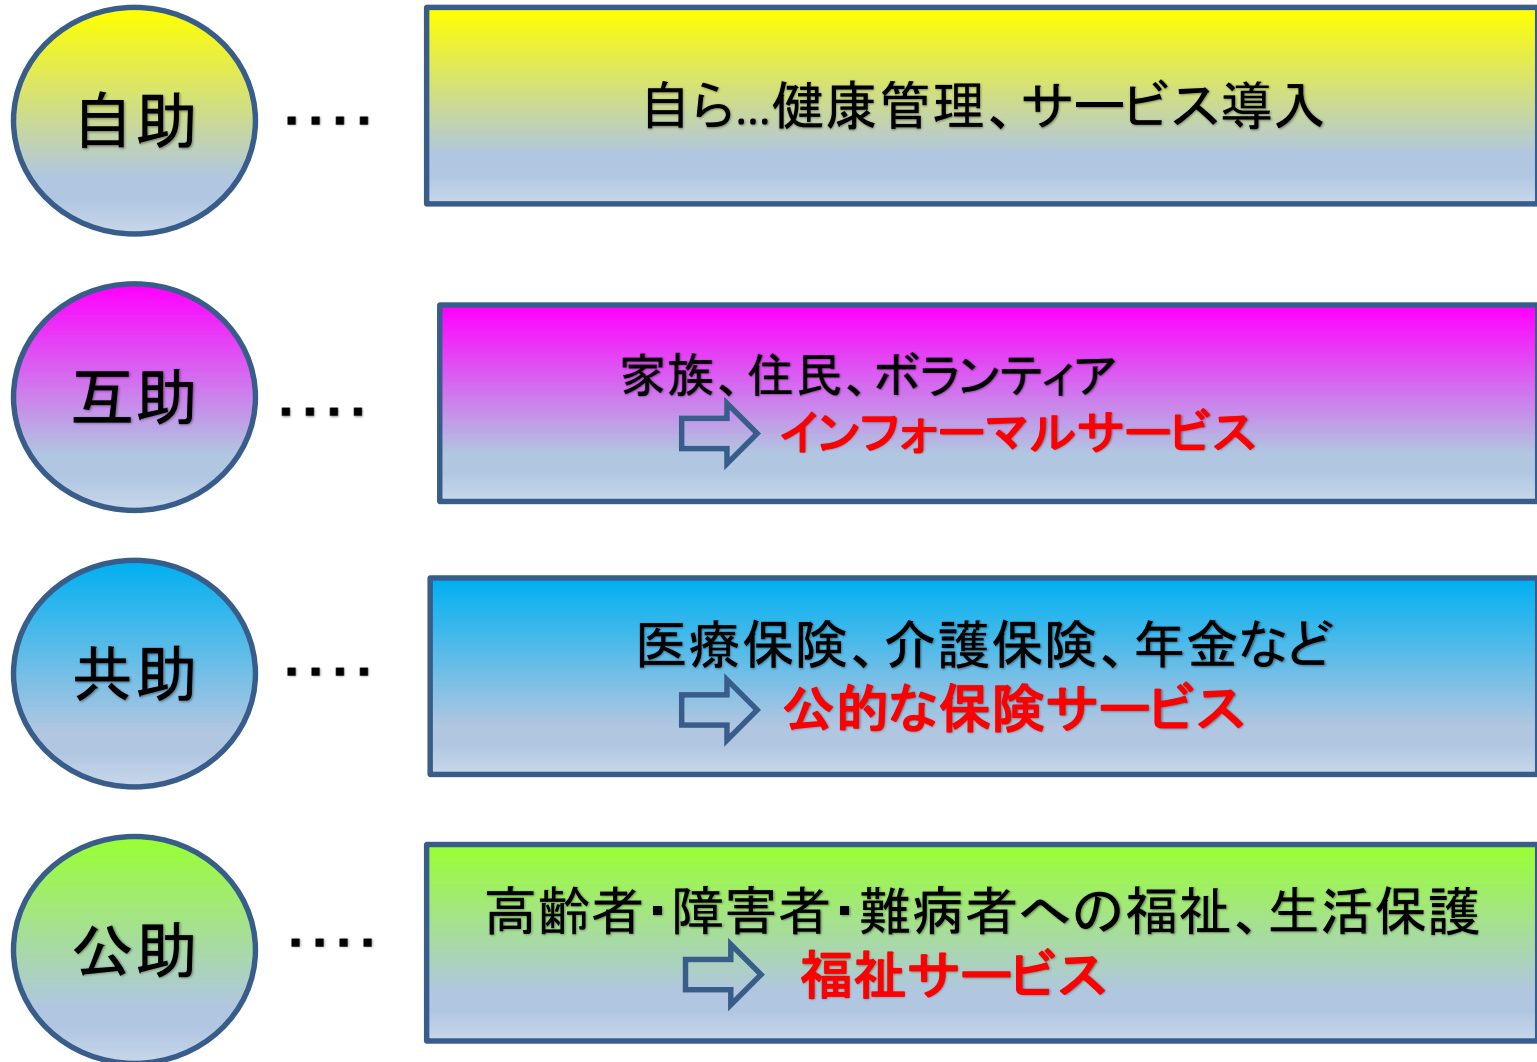 自助 ････ 自ら…健康管理、サービス導入
互助 ････ 家族、住民、ボランティア
インフォーマルサービス
共助 ････ 医療保険、介護保険、年金など
公的な保険サービス
公助 ････ 高齢者・障害者・難病者への福祉、生活保護
福祉サービス